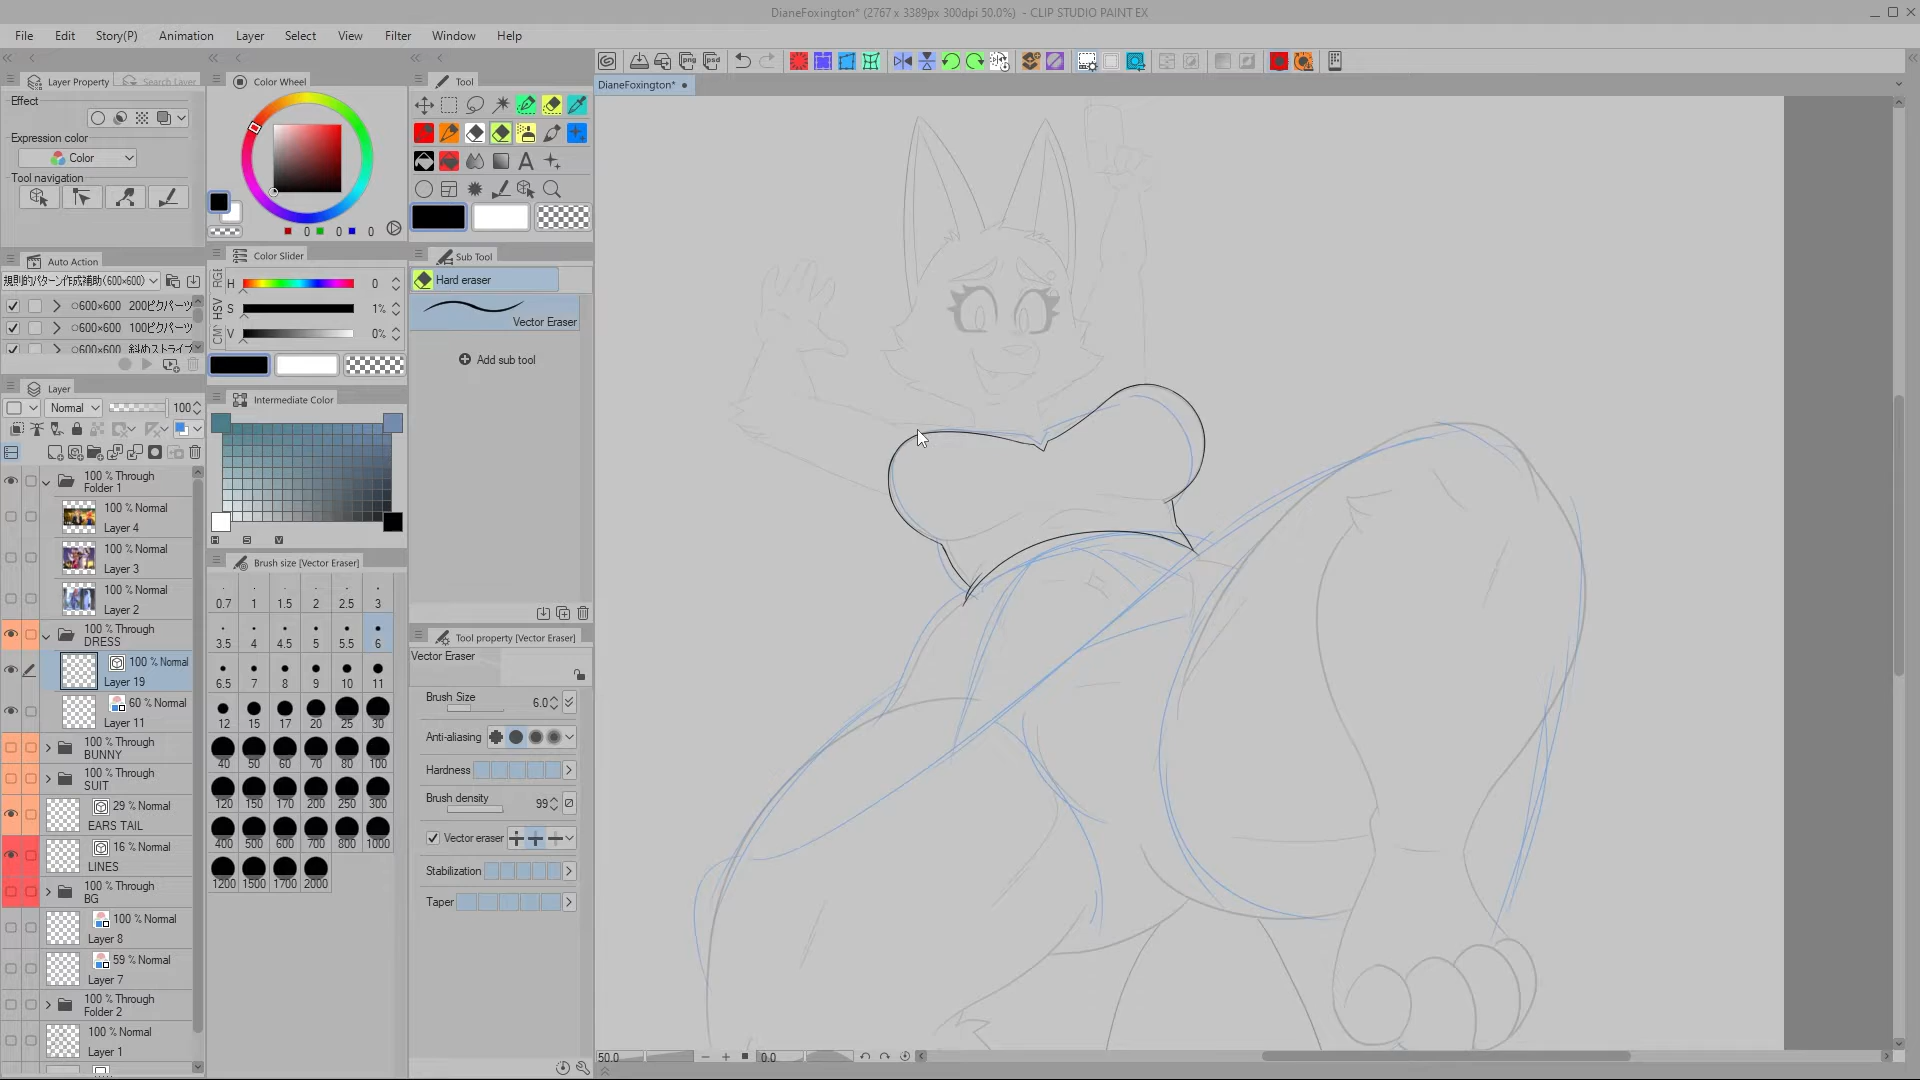 DianeFoxington* (2767 x 3389px 300dpi 50.0%) - CLIP STUDIO PAINT EX
File Edit Story(P) Animation Layer Select View Filter Window Help
Layer Property
Search Layer
Effect
Expression color
Color
Tool navigation
Auto Action
規則的パターン作成補助(600×600)
○600×600 200ピクパーツ
○600×600 100ピクパーツ
○600×600 斜めストライプ
Layer
Normal 100
100 % Through
Folder 1
100 % Normal
Layer 4
100 % Normal
Layer 3
100 % Normal
Layer 2
100 % Through
DRESS
100 % Normal
Layer 19
60 % Normal
Layer 11
100 % Through
BUNNY
100 % Through
SUIT
29 % Normal
EARS TAIL
16 % Normal
LINES
100 % Through
BG
100 % Normal
Layer 8
59 % Normal
Layer 7
100 % Through
Folder 2
100 % Normal
Layer 1
Color Wheel
0 0 0
Color Slider
HSV
H 0
S 1%
V 0%
Intermediate Color
H S V
Brush size [Vector Eraser]
0.7 1 1.5 2 2.5 3
3.5 4 4.5 5 5.5 6
6.5 7 8 9 10 11
12 15 17 20 25 30
40 50 60 70 80 100
120 150 170 200 250 300
400 500 600 700 800 1000
1200 1500 1700 2000
Tool
A
Sub Tool
Hard eraser
Vector Eraser
Add sub tool
Tool property [Vector Eraser]
Vector Eraser
Brush Size 6.0
Anti-aliasing
Hardness
Brush density 99
Vector eraser
Stabilization
Taper
png
psd
DianeFoxington*
50.0
0.0